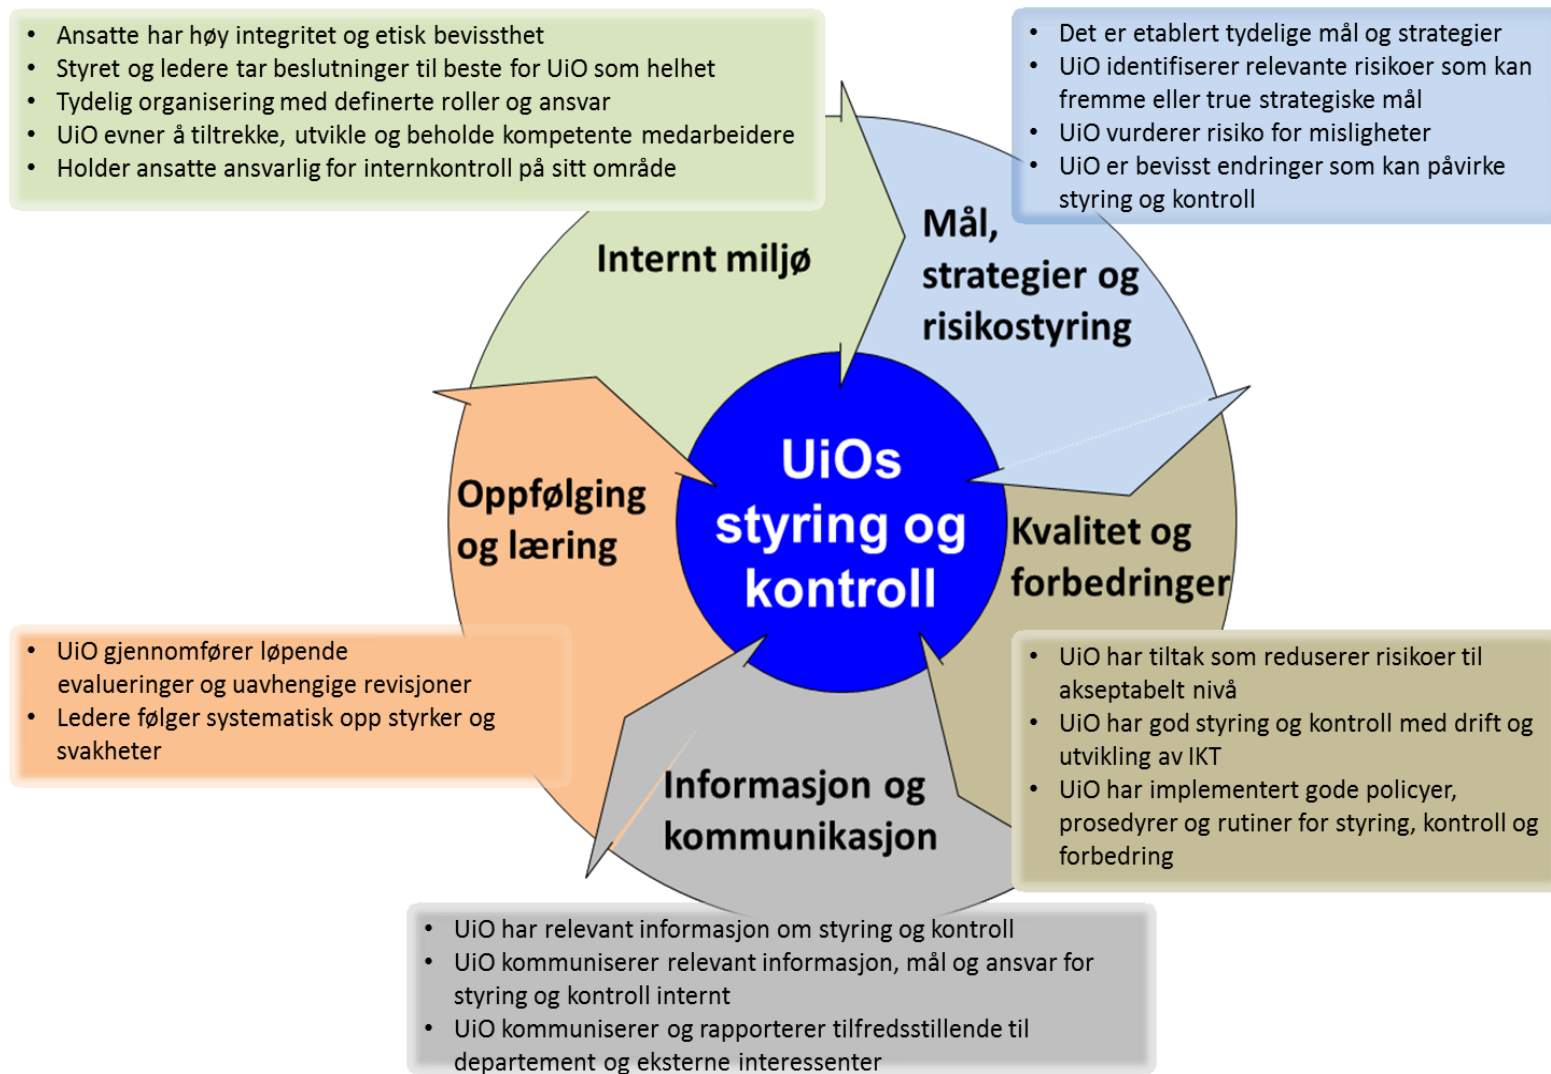 • Ansatte har høy integritet og etisk bevissthet
• Styret og ledere tar beslutninger til beste for UiO som helhet
• Tydelig organisering med definerte roller og ansvar
• UiO evner å tiltrekke, utvikle og beholde kompetente medarbeidere
• Holder ansatte ansvarlig for internkontroll på sitt område
• Det er etablert tydelige mål og strategier
• UiO identifiserer relevante risikoer som kan
fremme eller true strategiske mål
• UiO vurderer risiko for misligheter
• UiO er bevisst endringer som kan påvirke
styring og kontroll
Internt miljø
Mål,
strategier og
risikostyring
UiOs
styring og
kontroll
Oppfølging
og læring
Kvalitet og
forbedringer
Informasjon og
kommunikasjon
• UiO gjennomfører løpende
evalueringer og uavhengige revisjoner
• Ledere følger systematisk opp styrker og
svakheter
• UiO har tiltak som reduserer risikoer til
akseptabelt nivå
• UiO har god styring og kontroll med drift og
utvikling av IKT
• UiO har implementert gode policyer,
prosedyrer og rutiner for styring, kontroll og
forbedring
• UiO har relevant informasjon om styring og kontroll
• UiO kommuniserer relevant informasjon, mål og ansvar for
styring og kontroll internt
• UiO kommuniserer og rapporterer tilfredsstillende til
departement og eksterne interessenter